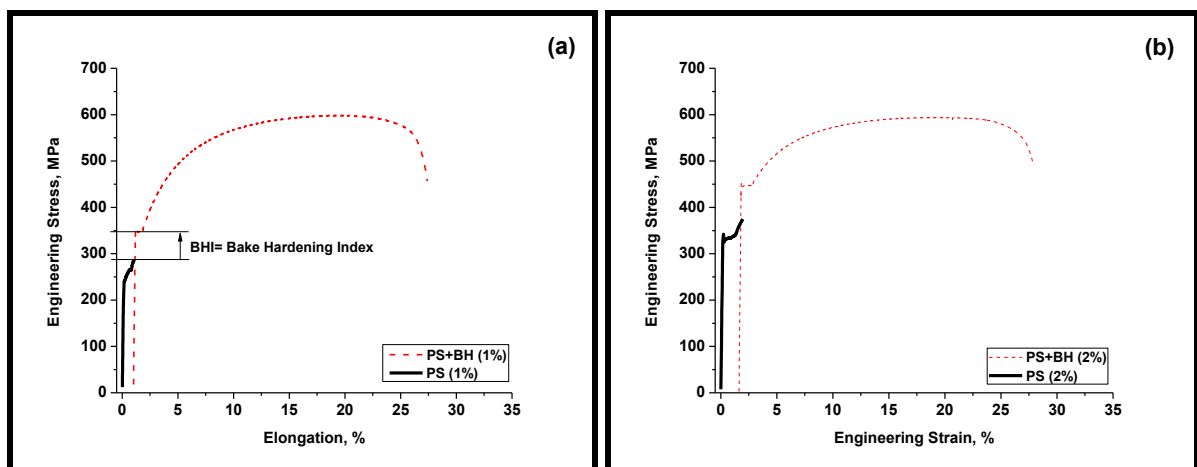 (a)
700
600
500
400
300
200
100
0
Engineering Stress, MPa
BHI= Bake Hardening Index
PS+BH (1%)
PS (1%)
0 5 10 15 20 25 30 35
Elongation, %
(b)
700
600
500
400
300
200
100
0
Engineering Stress, MPa
PS+BH (2%)
PS (2%)
0 5 10 15 20 25 30 35
Engineering Strain, %